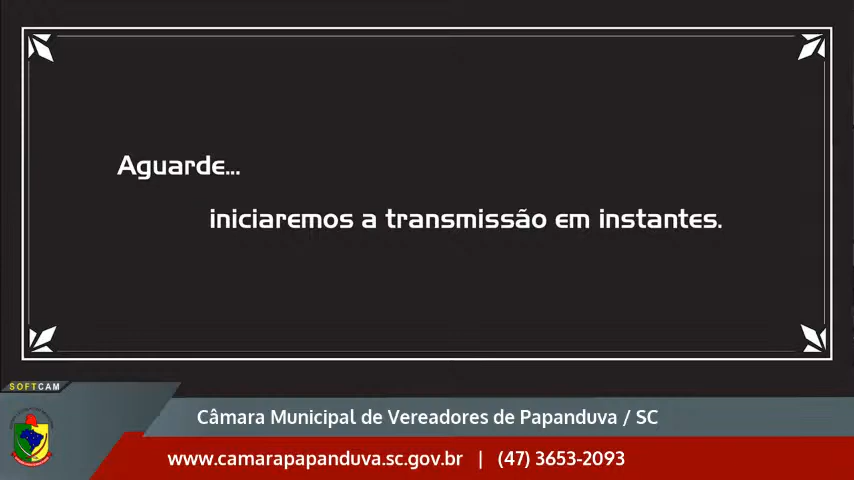 Aguarde...
iniciaremos a transmissão em instantes.
SOFTCAM
Câmara Municipal de Vereadores de Papanduva / SC
www.camarapapanduva.sc.gov.br | (47) 3653-2093